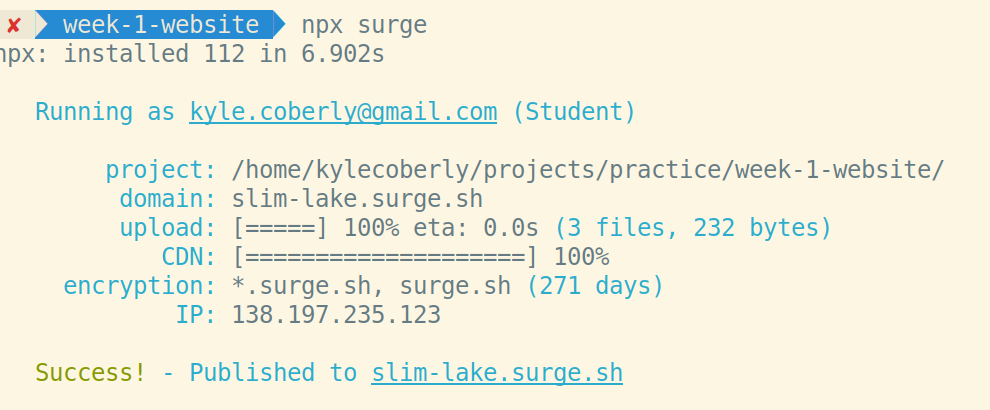 ✘ week-1-website npx surge
npx: installed 112 in 6.902s
Running as kyle.coberly@gmail.com (Student)
project: /home/kylecoberly/projects/practice/week-1-website/
domain: slim-lake.surge.sh
upload: [=====] 100% eta: 0.0s (3 files, 232 bytes)
CDN: [====================] 100%
encryption: *.surge.sh, surge.sh (271 days)
IP: 138.197.235.123
Success! - Published to slim-lake.surge.sh